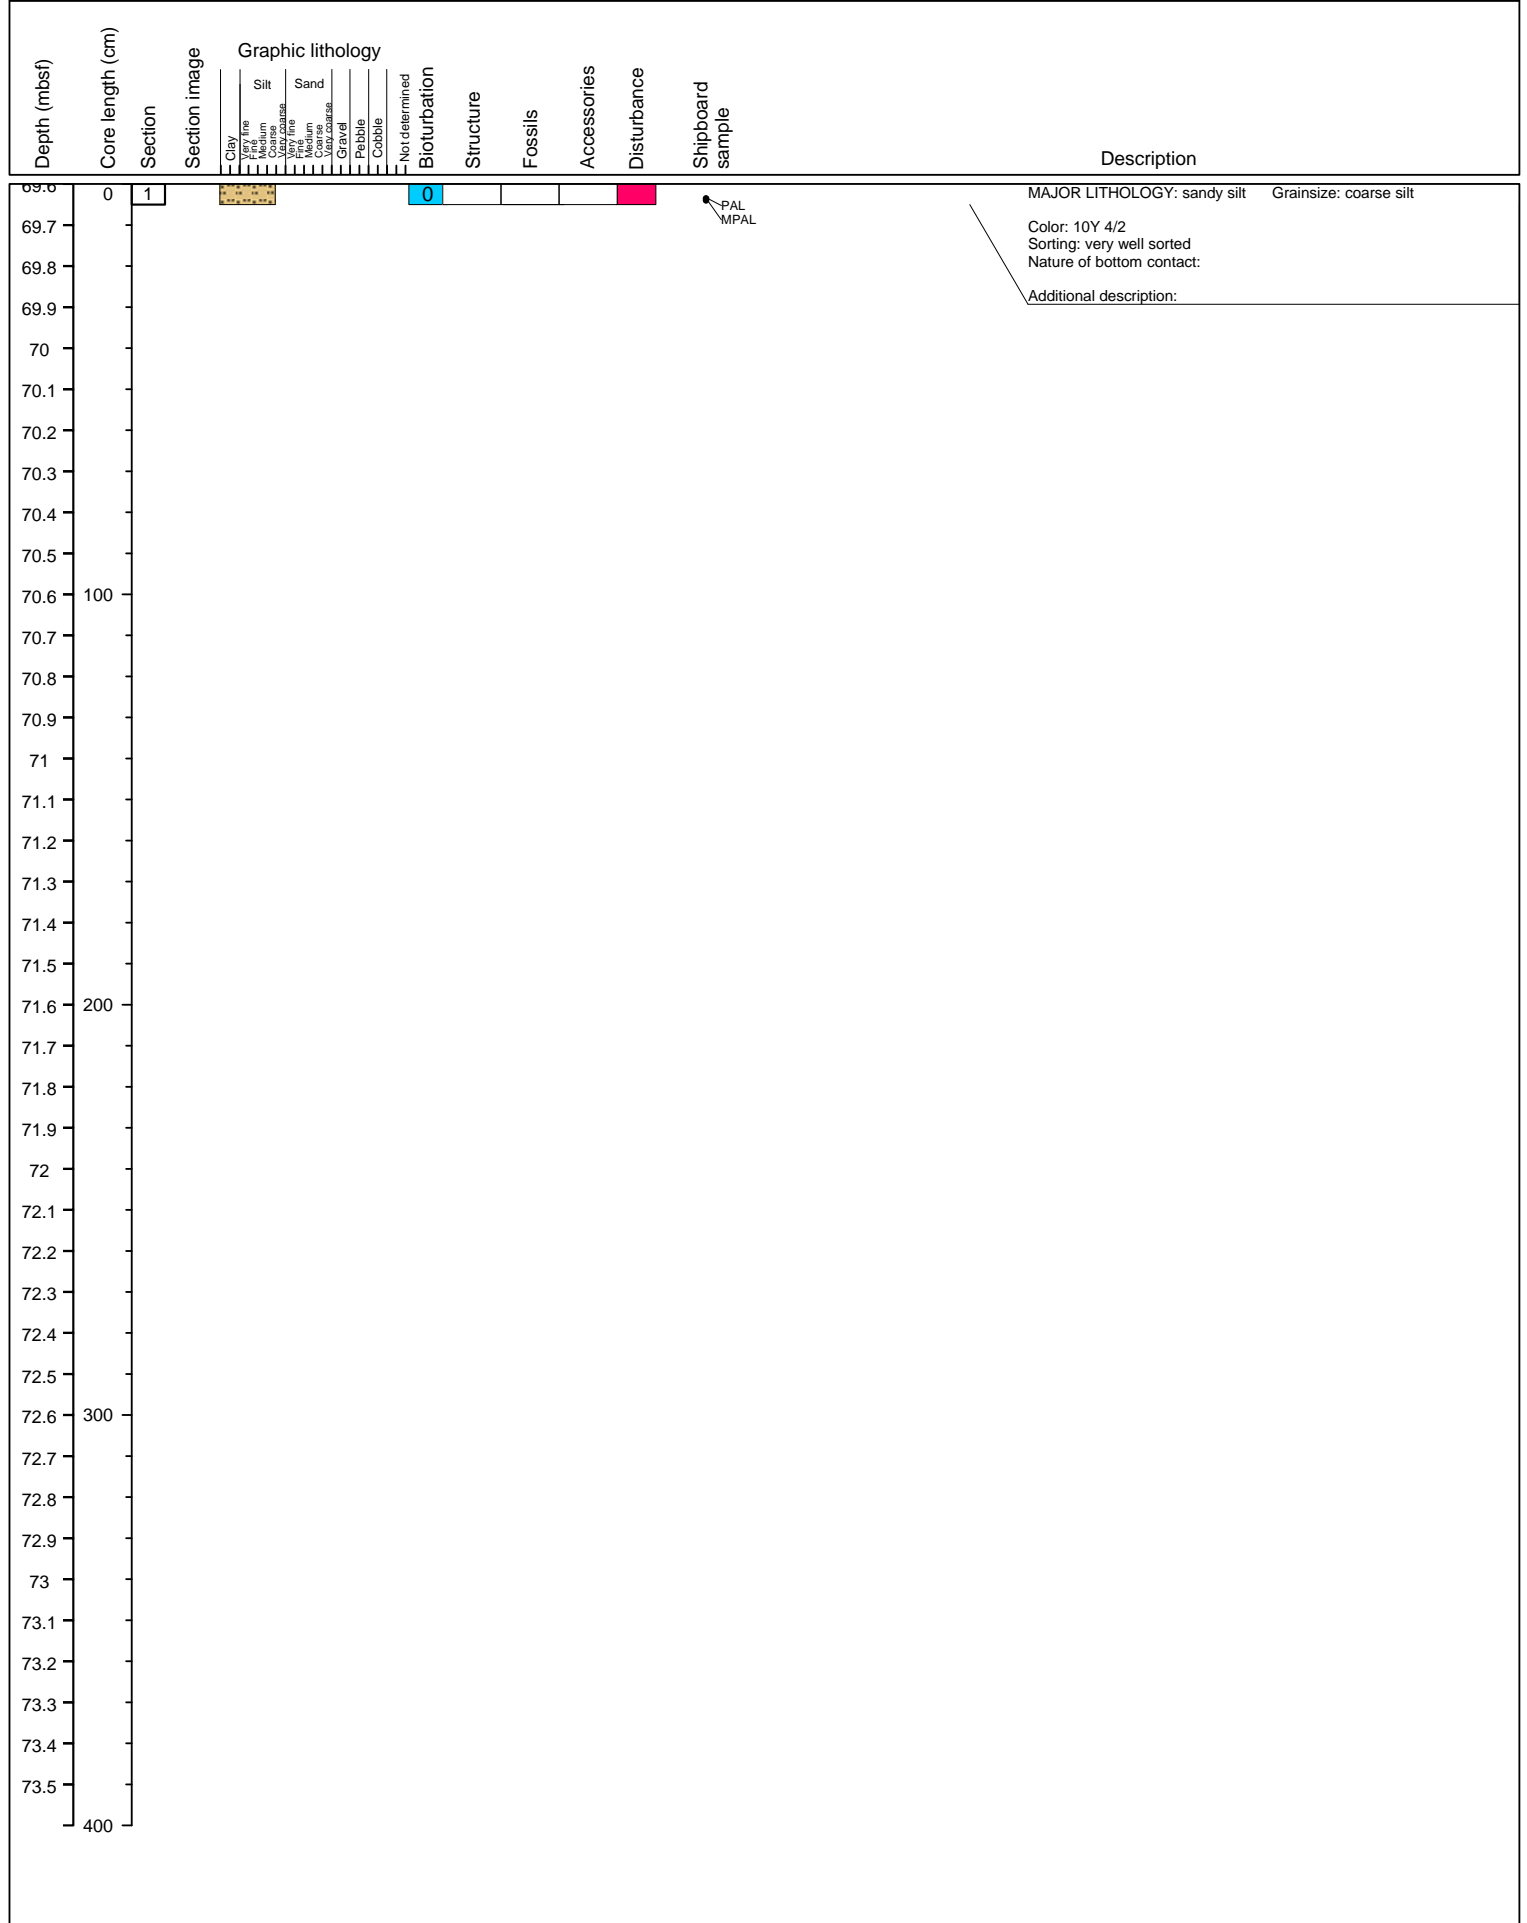 Depth (mbsf)
Core length (cm)
Section
Section image
Graphic lithology
Clay
Silt
Very fine
Fine
Medium
Coarse
Very coarse
Sand
Very fine
Fine
Medium
Coarse
Very coarse
Gravel
Pebble
Cobble
Not determined
Bioturbation
Structure
Fossils
Accessories
Disturbance
Shipboard
sample
Description
69.6
0
1
0
PAL
MPAL
MAJOR LITHOLOGY: sandy silt Grainsize: coarse silt
Color: 10Y 4/2
Sorting: very well sorted
Nature of bottom contact:
Additional description:
69.7
69.8
69.9
70
70.1
70.2
70.3
70.4
70.5
70.6 100
70.7
70.8
70.9
71
71.1
71.2
71.3
71.4
71.5
71.6 200
71.7
71.8
71.9
72
72.1
72.2
72.3
72.4
72.5
72.6 300
72.7
72.8
72.9
73
73.1
73.2
73.3
73.4
73.5
400